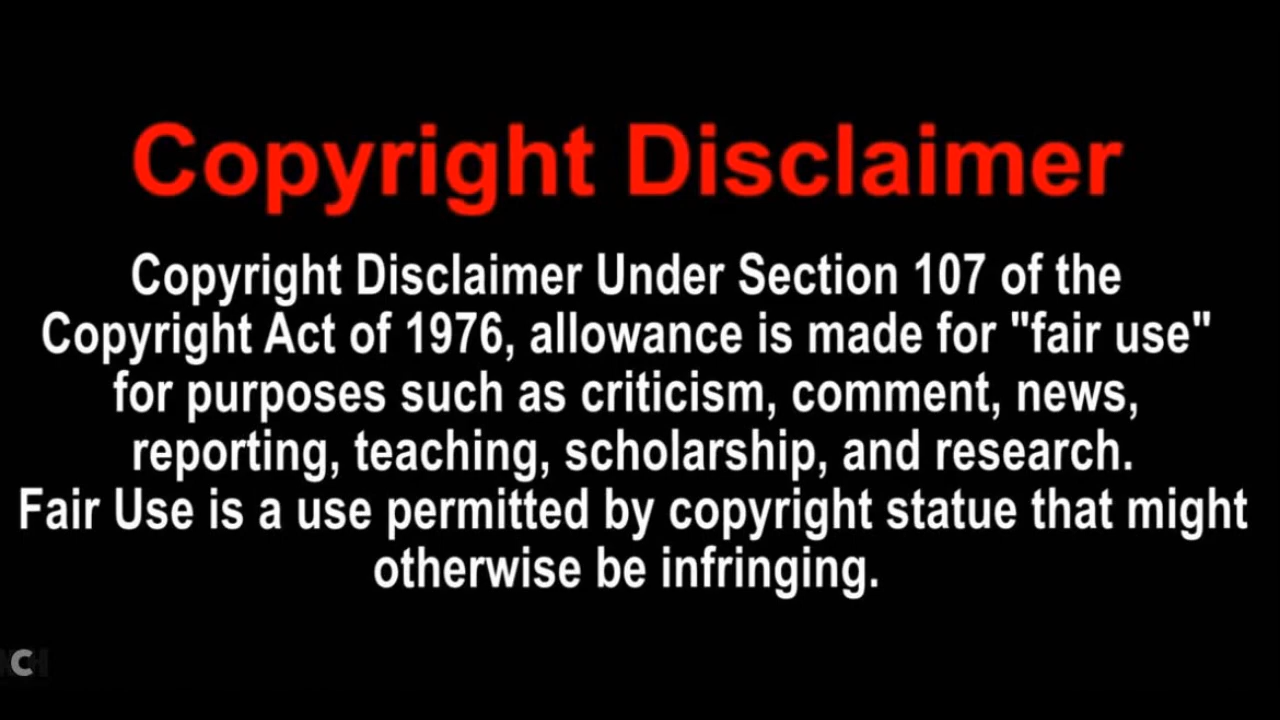 Copyright Disclaimer
Copyright Disclaimer Under Section 107 of the
Copyright Act of 1976, allowance is made for "fair use"
for purposes such as criticism, comment, news,
reporting, teaching, scholarship, and research.
Fair Use is a use permitted by copyright statue that might
otherwise be infringing.
C